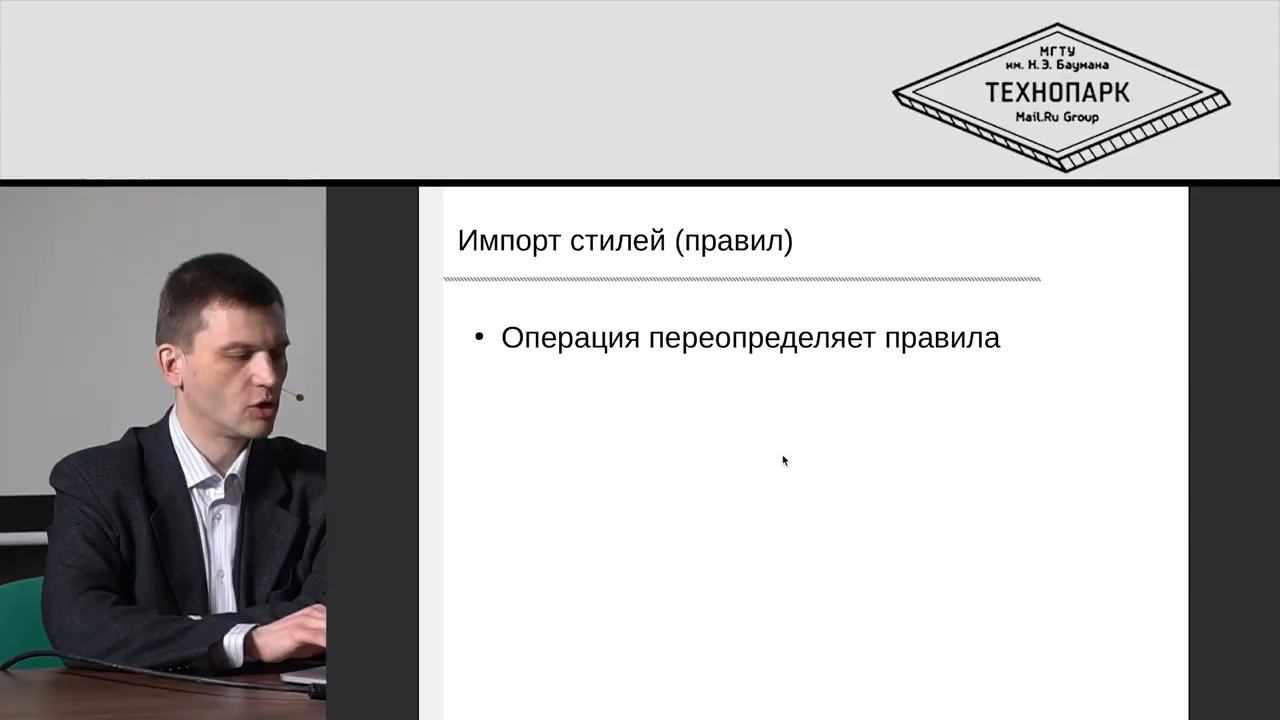 МГТУ
им. Н.Э. Баумана
ТЕХНОПАРК
Mail.Ru Group
Импорт стилей (правил)
• Операция переопределяет правила